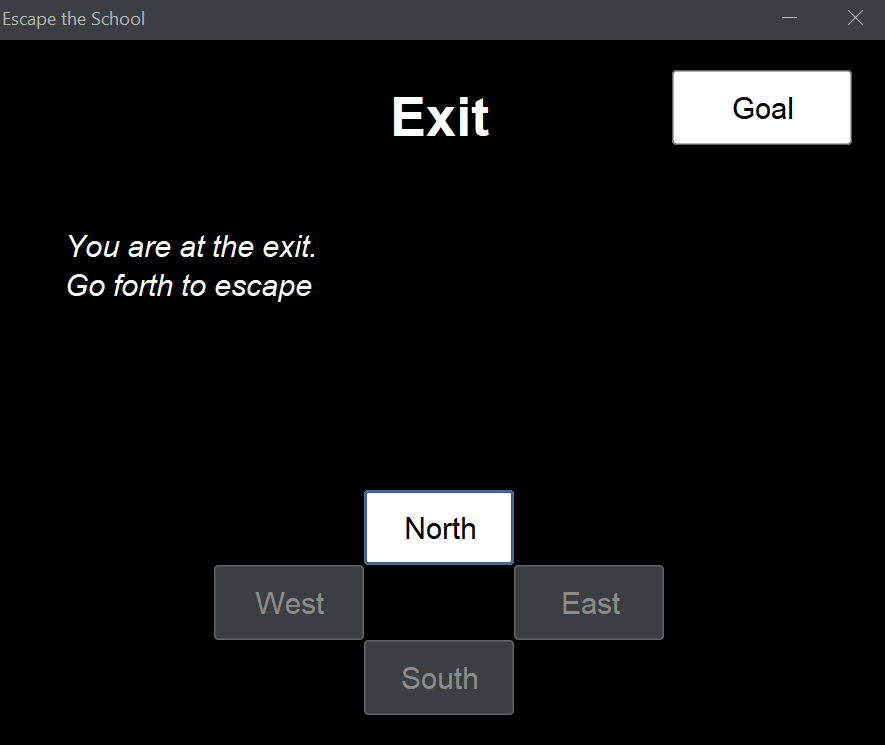 Escape the School
Exit
Goal
You are at the exit.
Go forth to escape
North
West
East
South